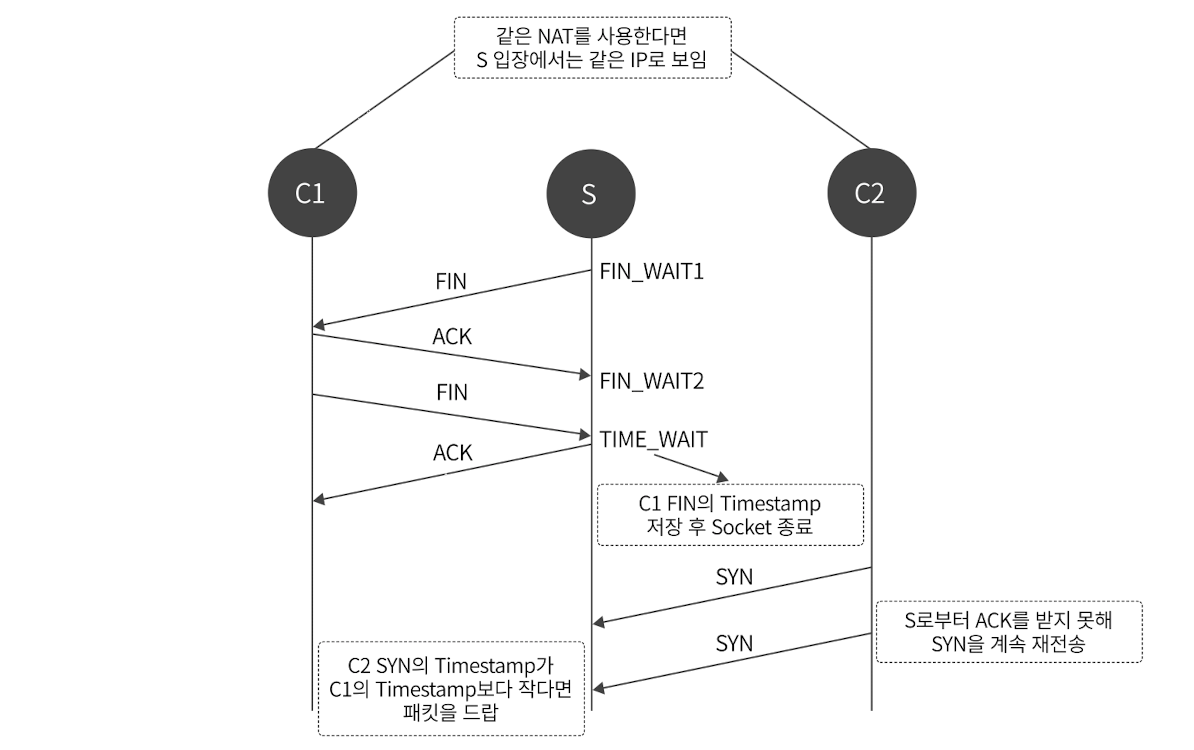 같은 NAT를 사용한다면
S 입장에서는 같은 IP로 보임
C1
S
C2
FIN_WAIT1
FIN
ACK
FIN_WAIT2
FIN
TIME_WAIT
ACK
C1 FIN의 Timestamp
저장 후 Socket 종료
SYN
S로부터 ACK를 받지 못해
SYN을 계속 재전송
SYN
C2 SYN의 Timestamp가
C1의 Timestamp보다 작다면
패킷을 드랍